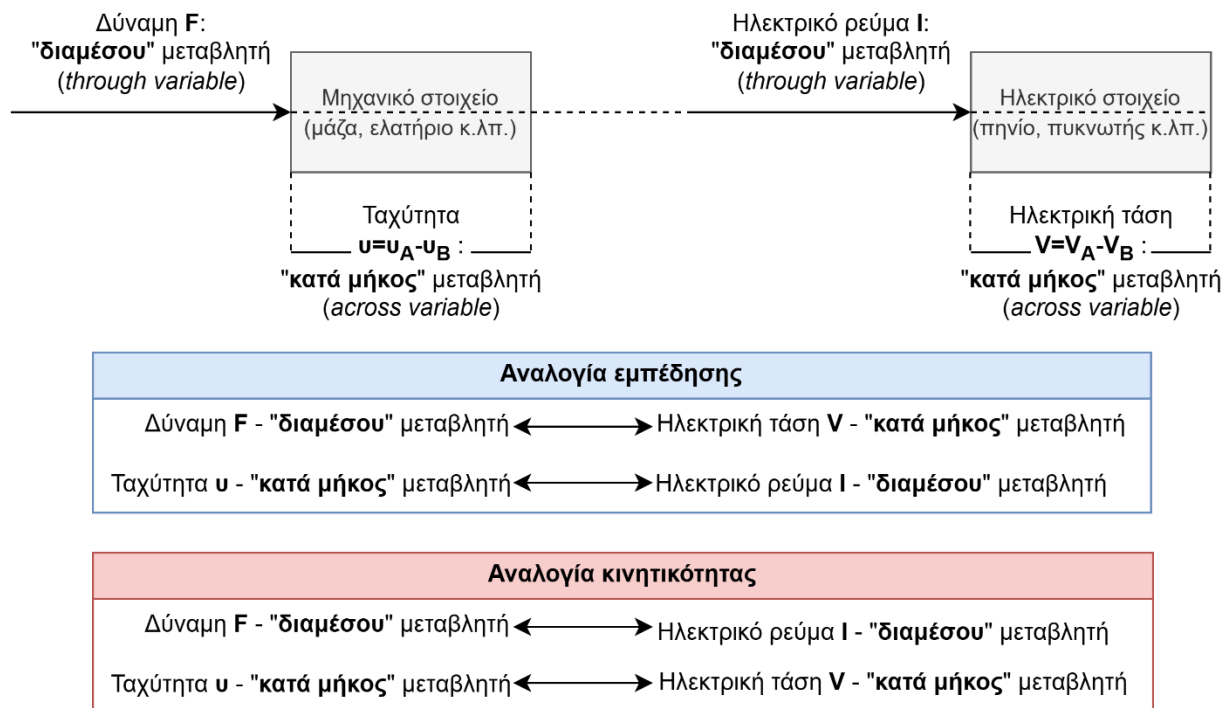 Δύναμη F:
"διαμέσου" μεταβλητή
(through variable)
Μηχανικό στοιχείο
(μάζα, ελατήριο κ.λπ.)
Ταχύτητα
υ=υA-υB :
"κατά μήκος" μεταβλητή
(across variable)
Ηλεκτρικό ρεύμα I:
"διαμέσου" μεταβλητή
(through variable)
Ηλεκτρικό στοιχείο
(πηνίο, πυκνωτής κ.λπ.)
Ηλεκτρική τάση
V=VA-VB :
"κατά μήκος" μεταβλητή
(across variable)
Αναλογία εμπέδησης
Δύναμη F - "διαμέσου" μεταβλητή Ηλεκτρική τάση V - "κατά μήκος" μεταβλητή
Ταχύτητα υ - "κατά μήκος" μεταβλητή Ηλεκτρικό ρεύμα I - "διαμέσου" μεταβλητή
Αναλογία κινητικότητας
Δύναμη F - "διαμέσου" μεταβλητή Ηλεκτρικό ρεύμα I - "διαμέσου" μεταβλητή
Ταχύτητα υ - "κατά μήκος" μεταβλητή Ηλεκτρική τάση V - "κατά μήκος" μεταβλητή